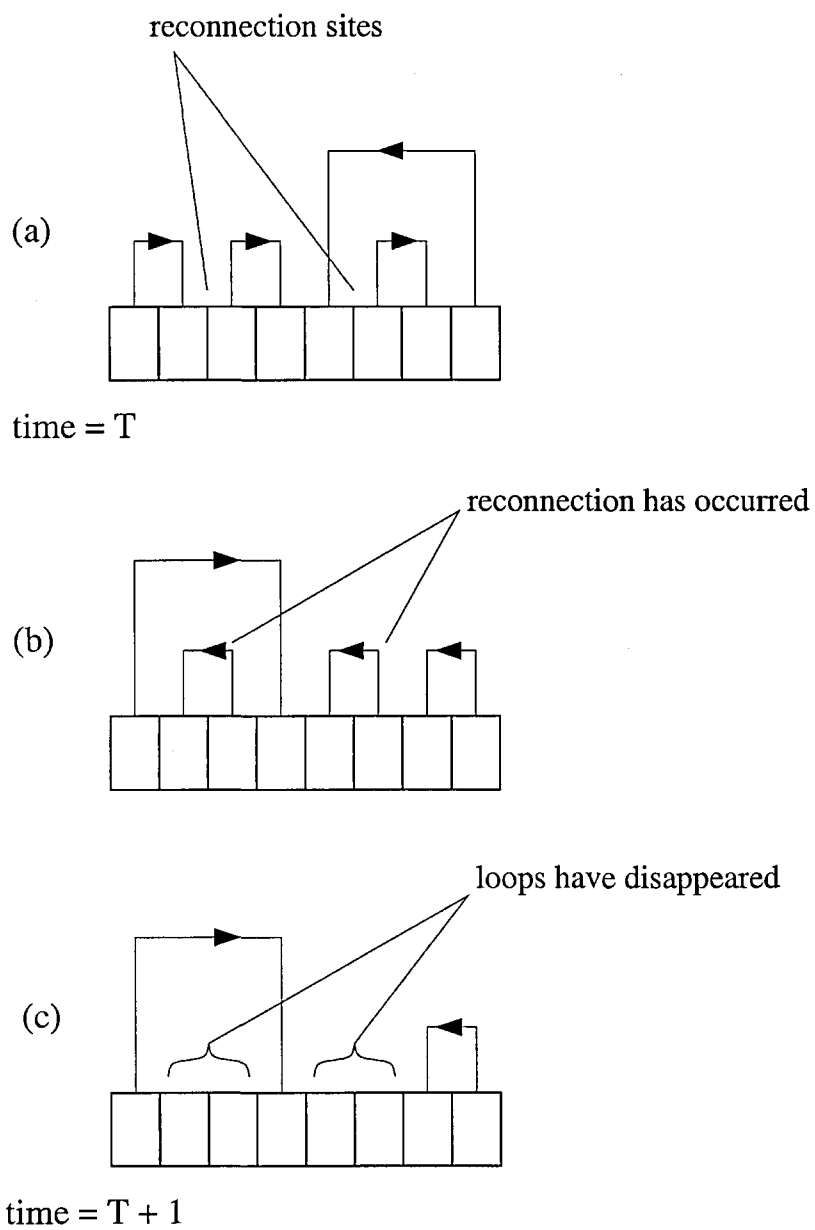 reconnection sites
(a)
time = T
reconnection has occurred
(b)
loops have disappeared
(c)
time = T + 1